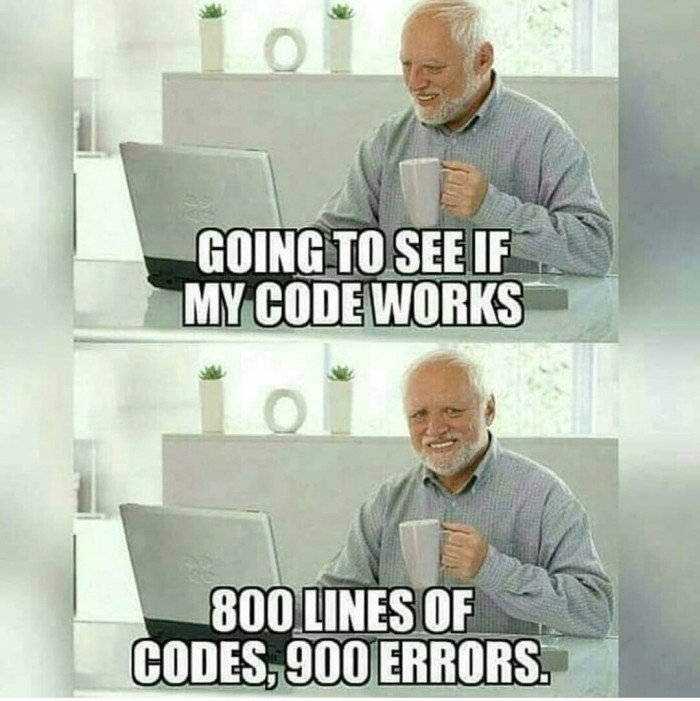 GOING TO SEE IF
MY CODE WORKS
800 LINES OF
CODES, 900 ERRORS.